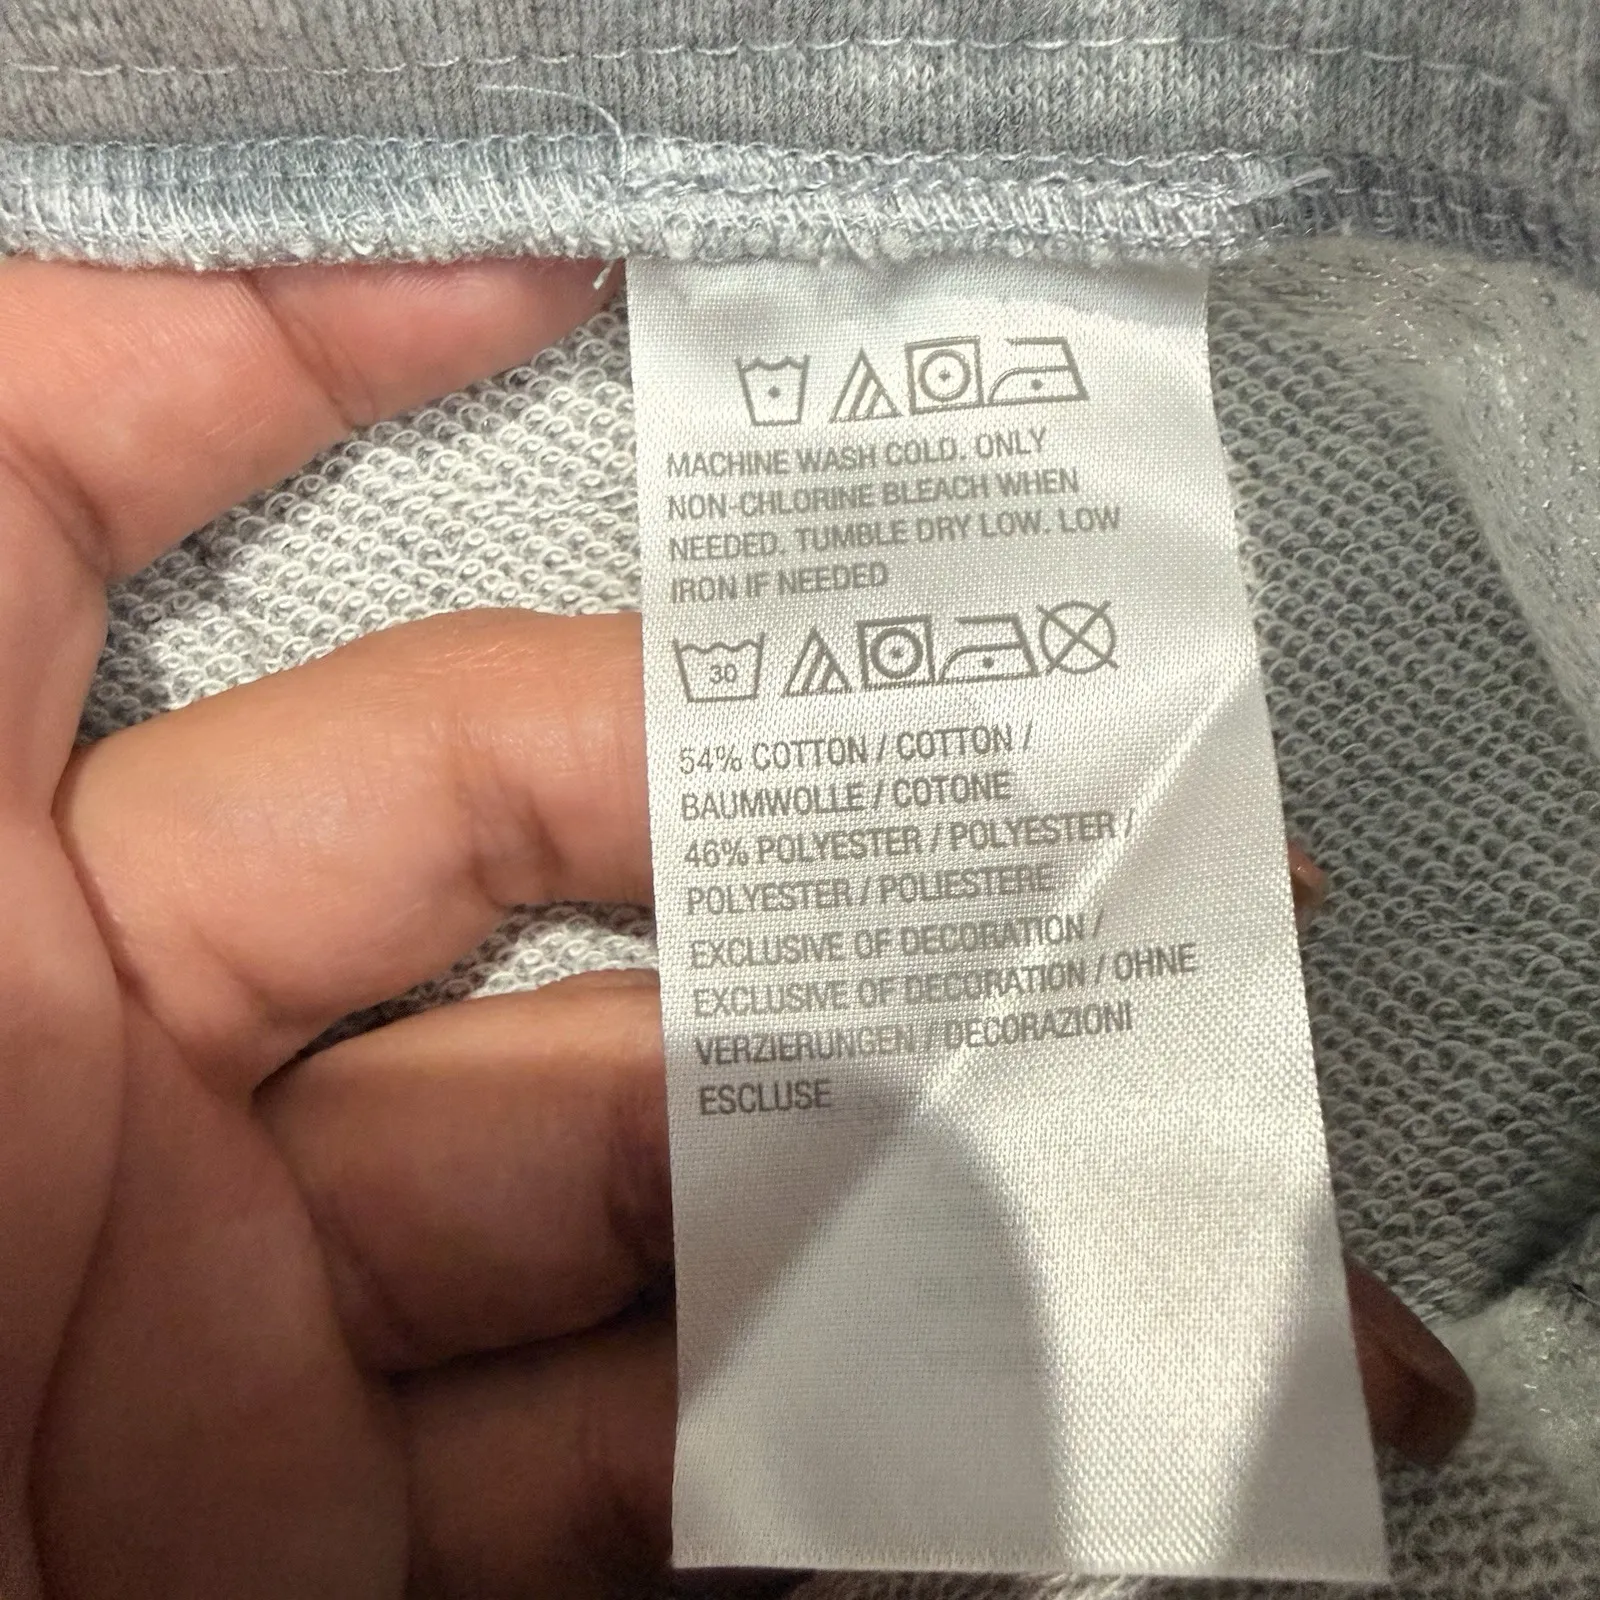 MACHINE WASH COLD. ONLY
NON-CHLORINE BLEACH WHEN
NEEDED. TUMBLE DRY LOW. LOW
IRON IF NEEDED
30
54% COTTON / COTTON /
BAUMWOLLE / COTONE
46% POLYESTER / POLYESTER /
POLYESTER / POLIESTERE
EXCLUSIVE OF DECORATION /
EXCLUSIVE OF DECORATION / OHNE
VERZIERUNGEN / DECORAZIONI
ESCLUSE